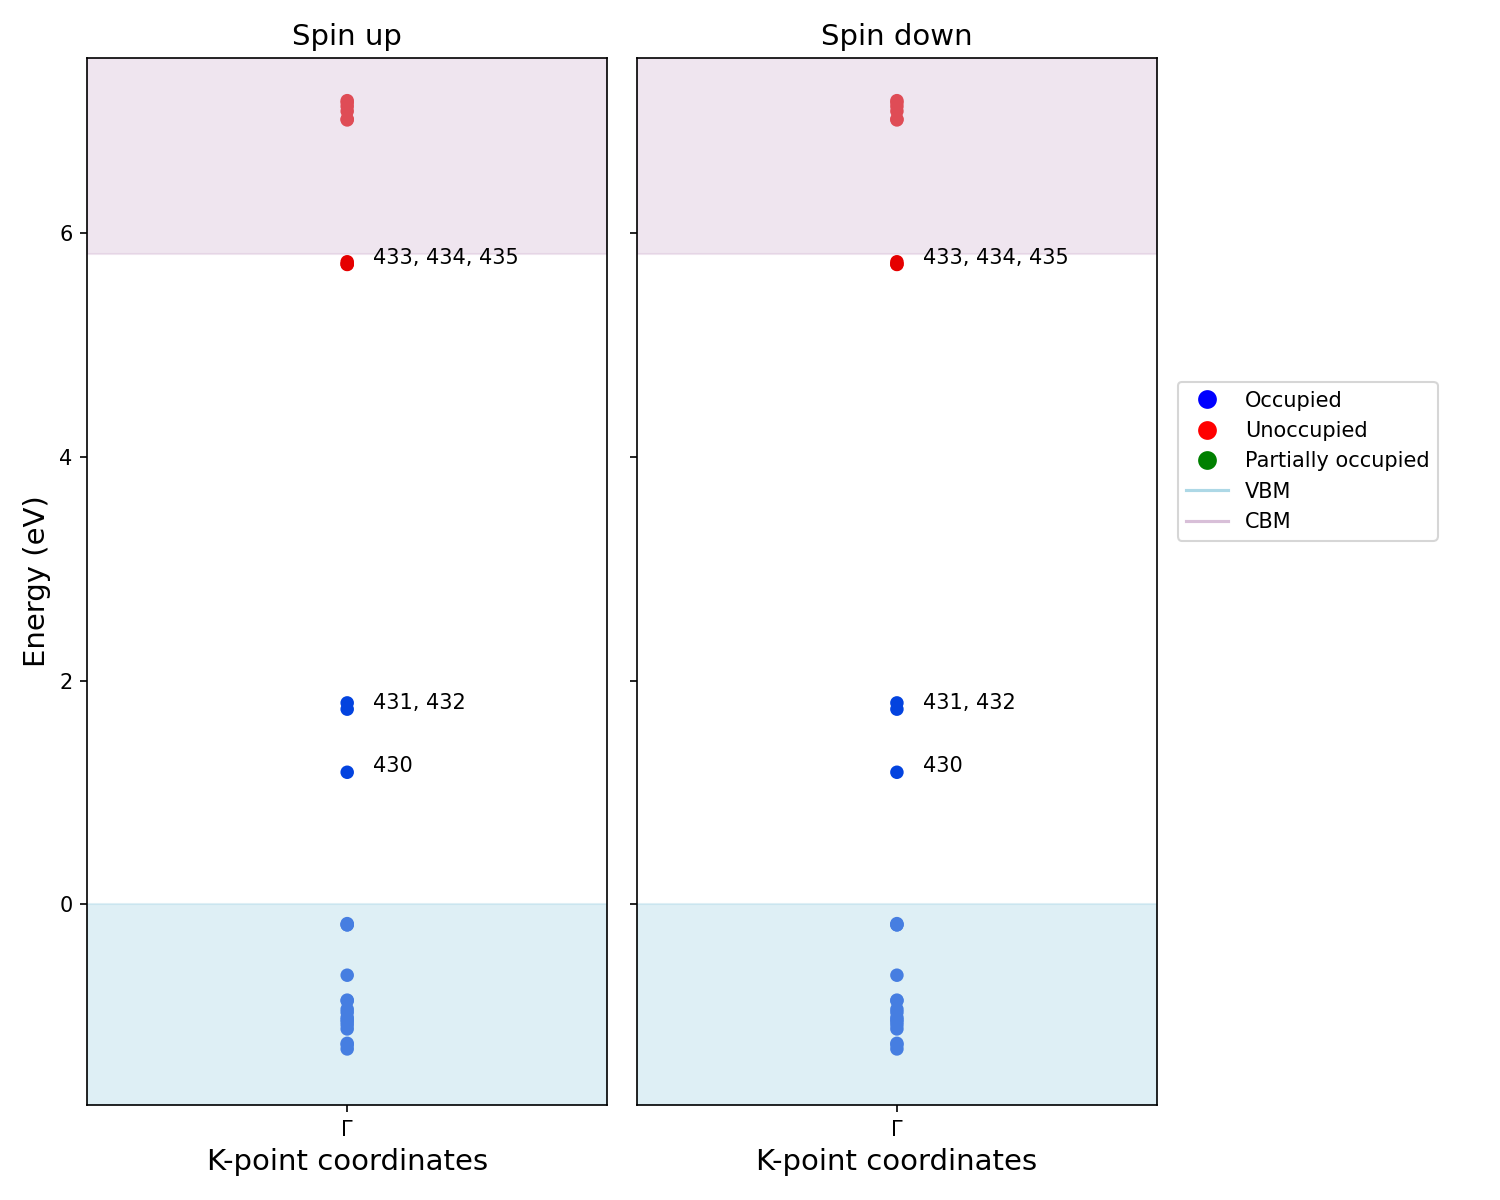 Spin up
Spin down
6
433, 434, 435
433, 434, 435
4
Occupied
Unoccupied
Partially occupied
VBM
CBM
Energy (eV)
2
431, 432
431, 432
430
430
0
Γ
Γ
K-point coordinates
K-point coordinates